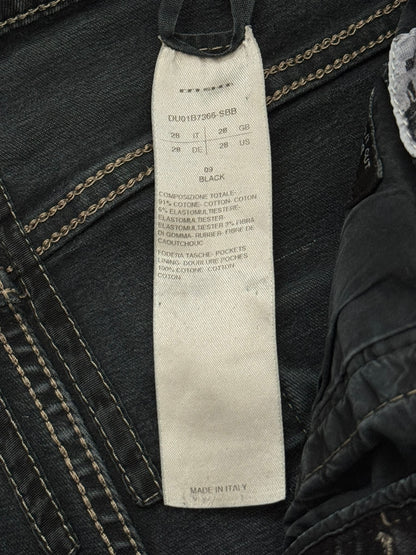 DU01B7366-SBB
28 IT 28 GB
28 DE 28 US
09
BLACK
COMPOSIZIONE TOTALE-
91% COTONE- COTTON- COTON
6% ELASTOMULTIESTERE-
ELASTOMULTIESTER-
ELASTOMULTIESTER 3% FIBRA
DI GOMMA- RUBBER- FIBRE DE
CAOUTCHOUC
FODERA TASCHE- POCKETS
LINING- DOUBLURE POCHES
100% COTONE- COTTON-
COTON
MADE IN ITALY